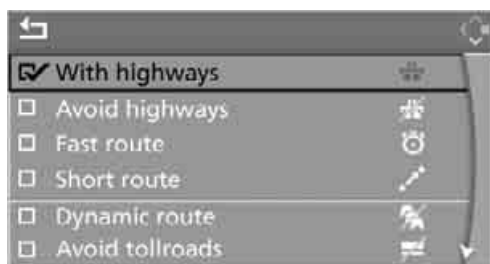 With highways
Avoid highways
Fast route
Short route
Dynamic route
Avoid tollroads